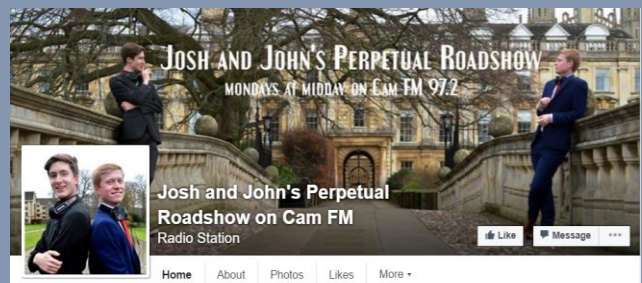 JOSH AND JOHN'S PERPETUAL ROADSHOW
MONDAYS AT MIDDAY ON CAM FM 97.2
Josh and John's Perpetual
Roadshow on Cam FM
Radio Station
Like
Message
Home
About
Photos
Likes
More